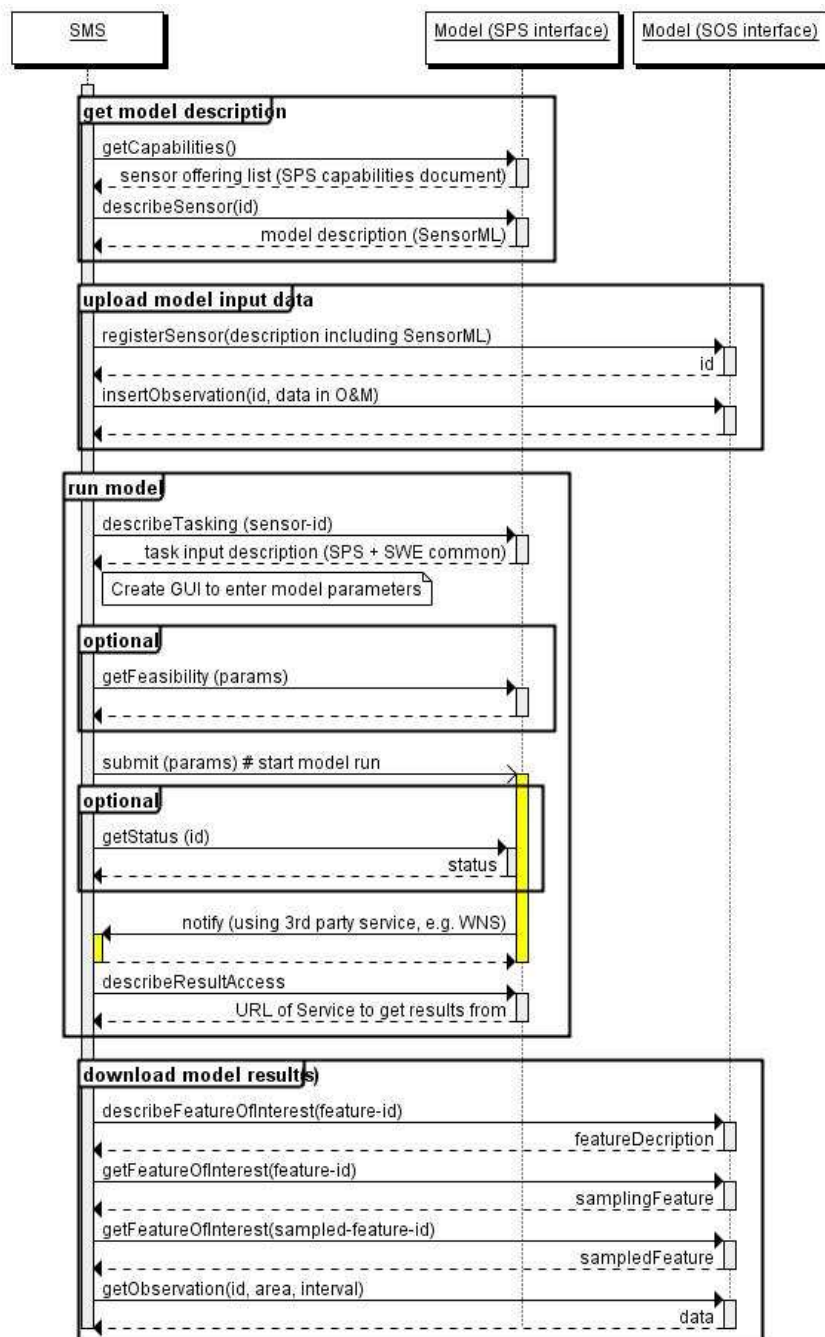 SMS
Model (SPS interface)
Model (SOS interface)
get model description
getCapabilities()
sensor offering list (SPS capabilities document)
describeSensor(id)
model description (SensorML)
upload model input data
registerSensor(description including SensorML)
id
insertObservation(id, data in O&M)
run model
describeTasking (sensor-id)
task input description (SPS + SWE common)
Create GUI to enter model parameters
optional
getFeasibility (params)
submit (params) # start model run
optional
getStatus (id)
status
notify (using 3rd party service, e.g. WNS)
describeResultAccess
URL of Service to get results from
download model result(s)
describeFeatureOfInterest(feature-id)
featureDecription
getFeatureOfInterest(feature-id)
samplingFeature
getFeatureOfInterest(sampled-feature-id)
sampledFeature
getObservation(id, area, interval)
data